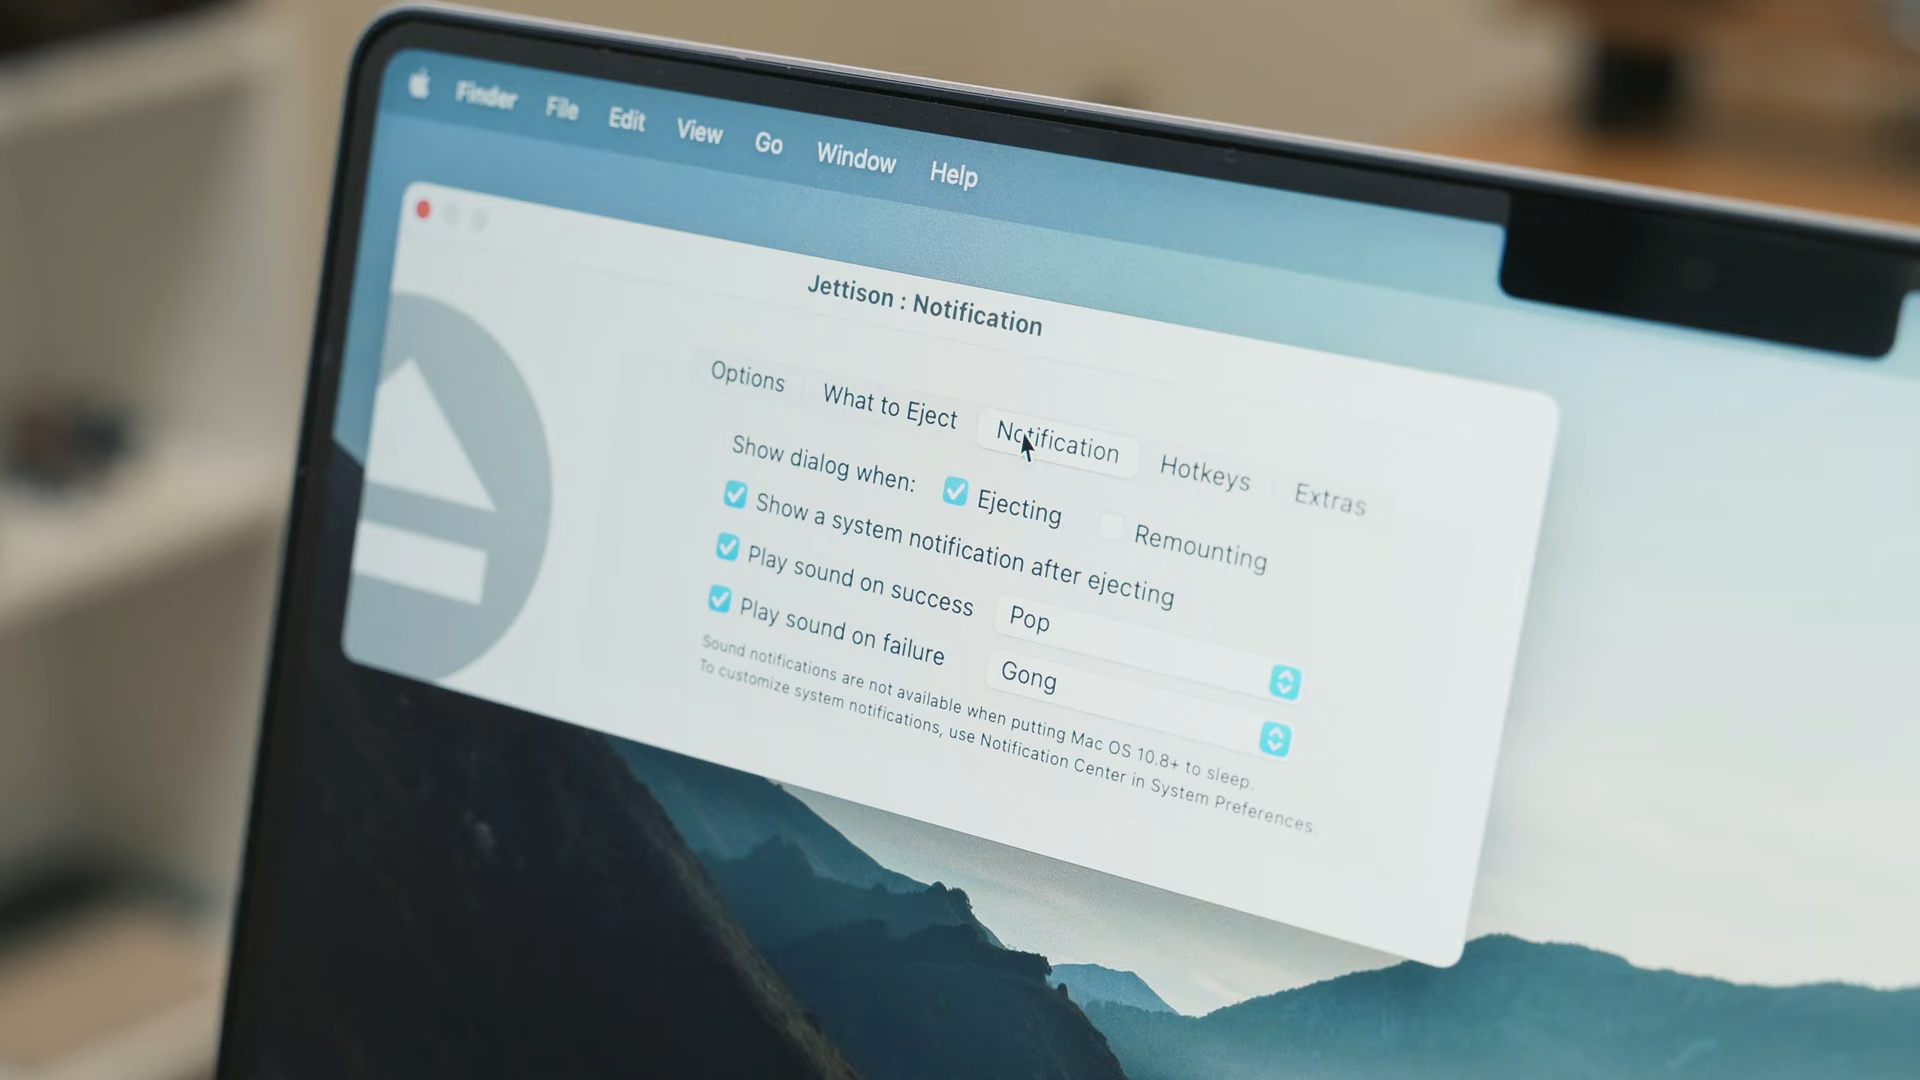 Finder File Edit View Go Window Help
Jettison : Notification
Options What to Eject Notification Hotkeys Extras
Show dialog when: Ejecting Remounting
Show a system notification after ejecting
Play sound on success Pop
Play sound on failure Gong
Sound notifications are not available when putting Mac OS 10.8+ to sleep.
To customize system notifications, use Notification Center in System Preferences.